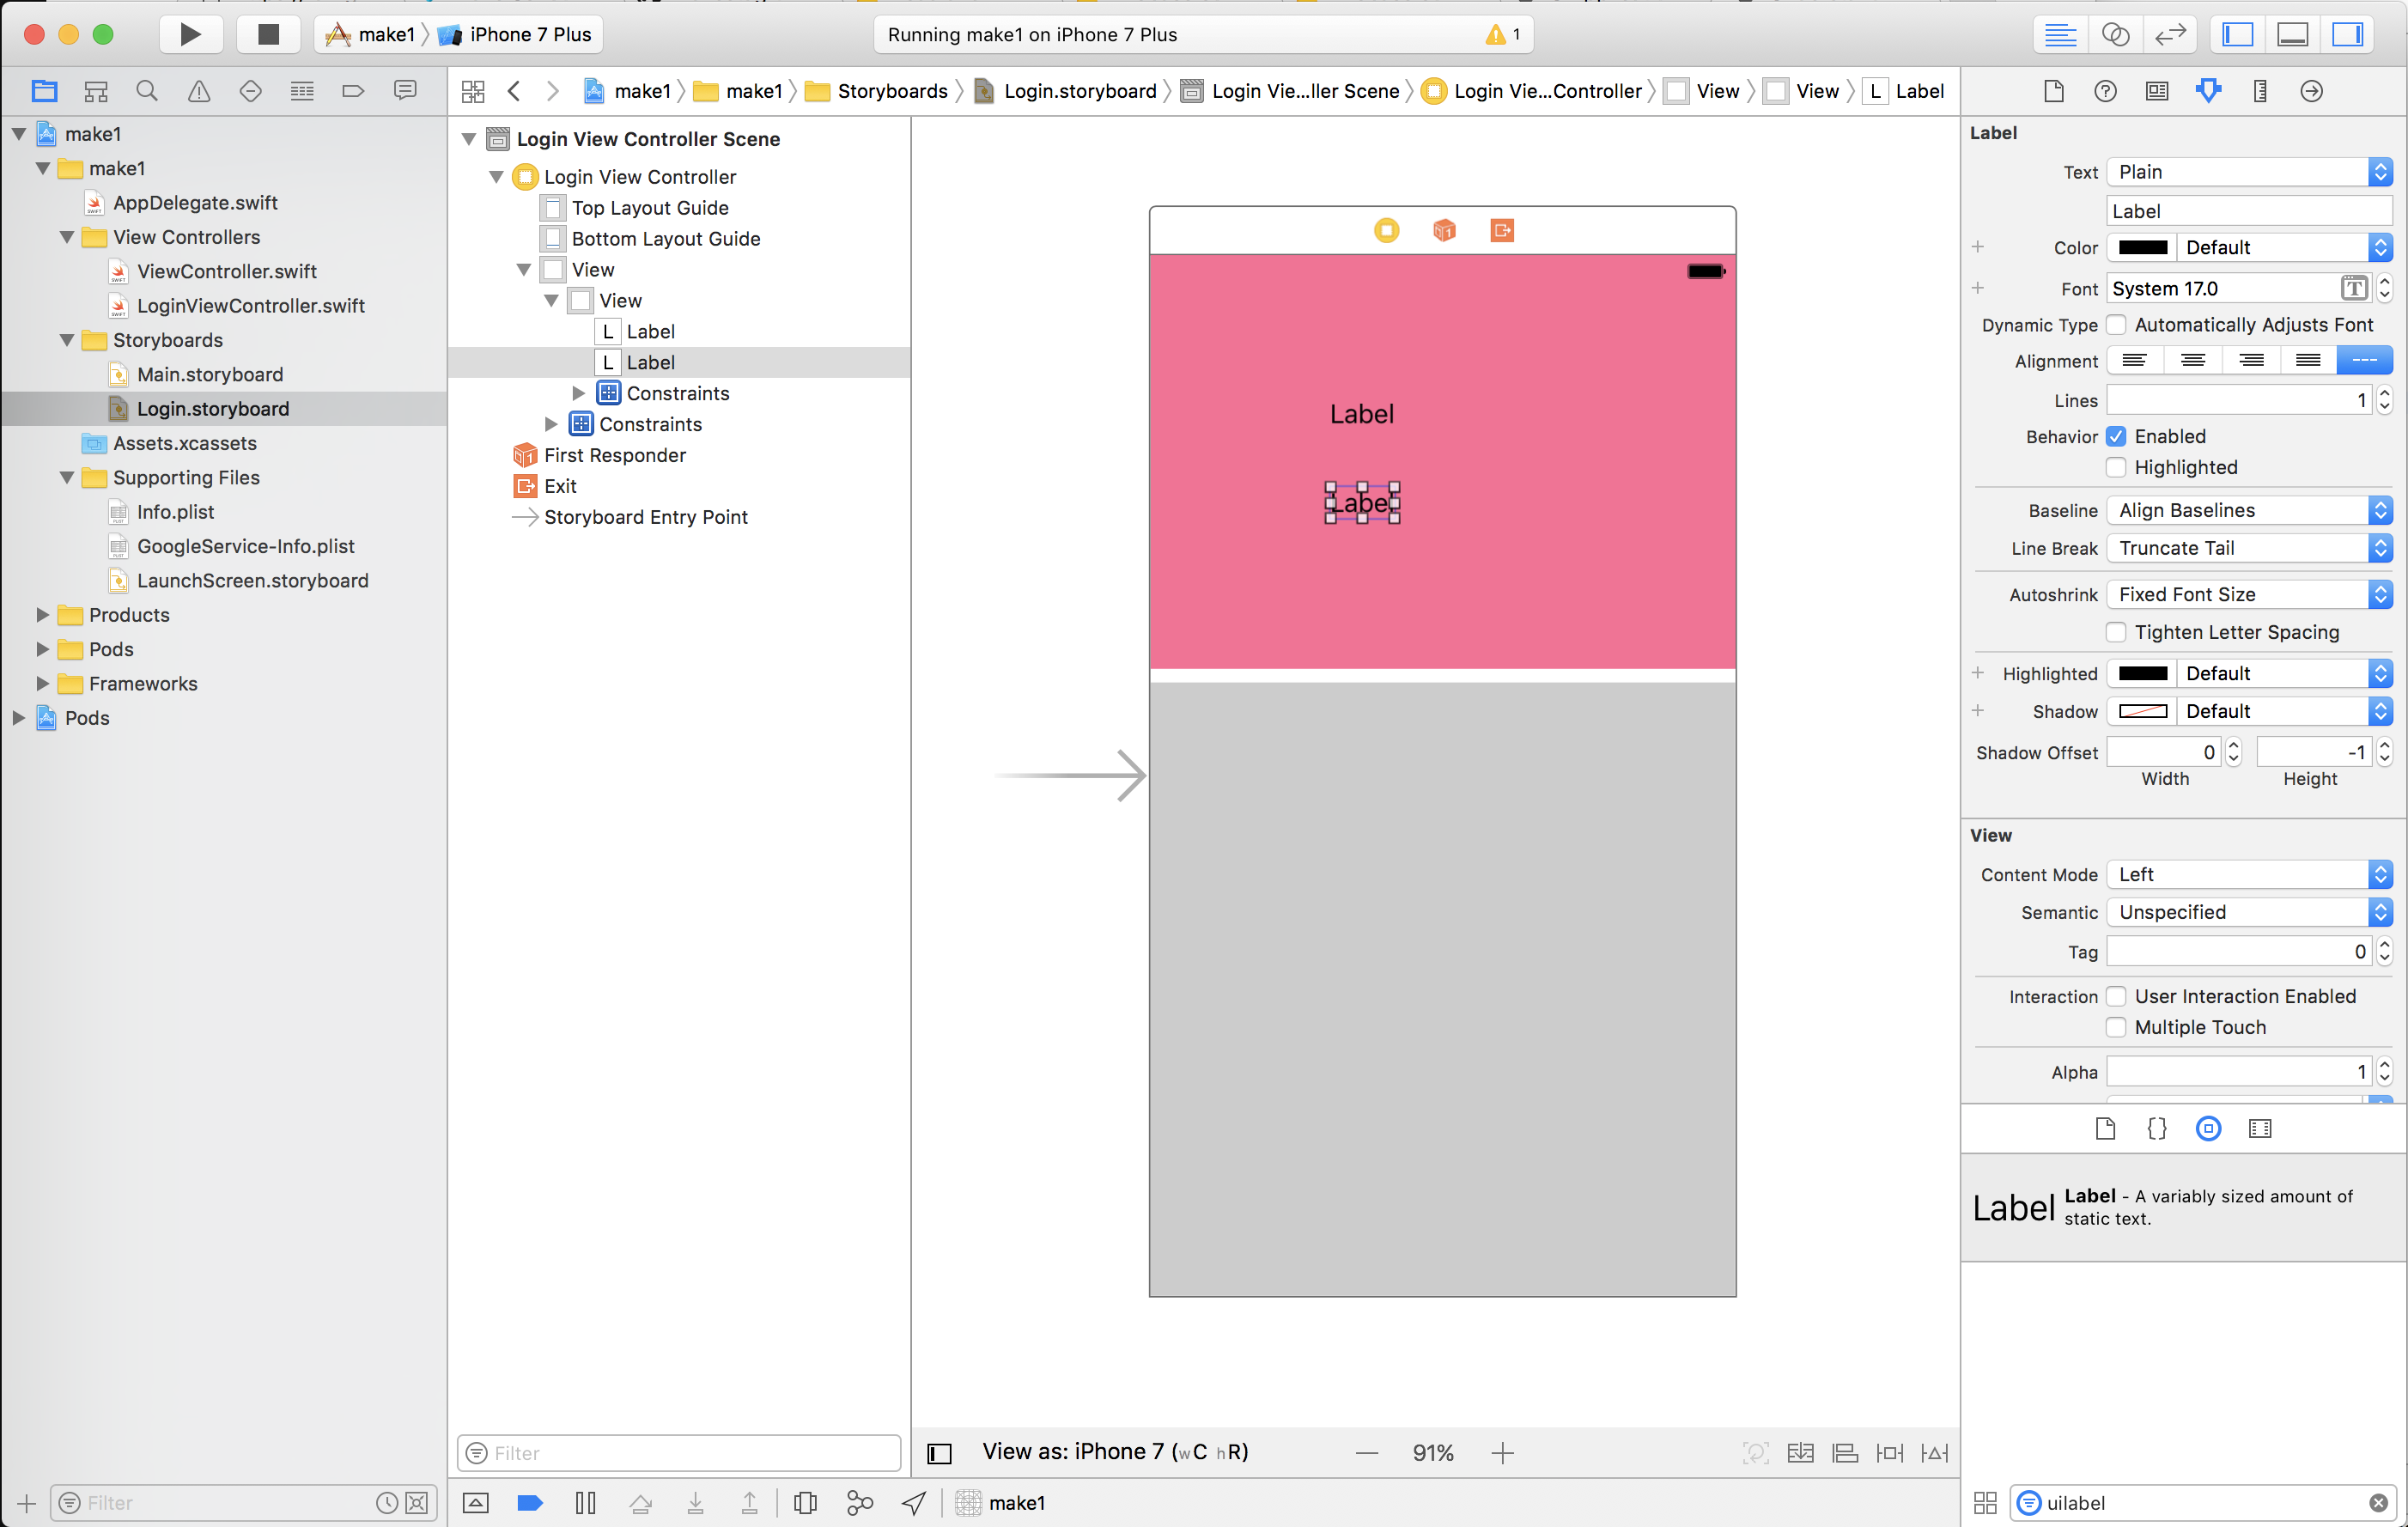 make1 〉 iPhone 7 Plus
Running make1 on iPhone 7 Plus
1
make1 〉 make1 〉 Storyboards 〉 Login.storyboard 〉 Login Vie...ller Scene 〉 Login Vie...Controller 〉 View 〉 View 〉 L Label
make1
make1
AppDelegate.swift
View Controllers
ViewController.swift
LoginViewController.swift
Storyboards
Main.storyboard
Login.storyboard
Assets.xcassets
Supporting Files
Info.plist
GoogleService-Info.plist
LaunchScreen.storyboard
Products
Pods
Frameworks
Pods
Filter
Login View Controller Scene
Login View Controller
Top Layout Guide
Bottom Layout Guide
View
View
L Label
L Label
Constraints
Constraints
First Responder
Exit
Storyboard Entry Point
Filter
Label
Label
View as: iPhone 7 (wC hR)
— 91% +
make1
Label
Text Plain
Label
+ Color Default
+ Font System 17.0 T
Dynamic Type Automatically Adjusts Font
Alignment ---
Lines 1
Behavior Enabled
Highlighted
Baseline Align Baselines
Line Break Truncate Tail
Autoshrink Fixed Font Size
Tighten Letter Spacing
+ Highlighted Default
+ Shadow Default
Shadow Offset 0 -1
Width Height
View
Content Mode Left
Semantic Unspecified
Tag 0
Interaction User Interaction Enabled
Multiple Touch
Alpha 1
{}
Label Label - A variably sized amount of
static text.
uilabel